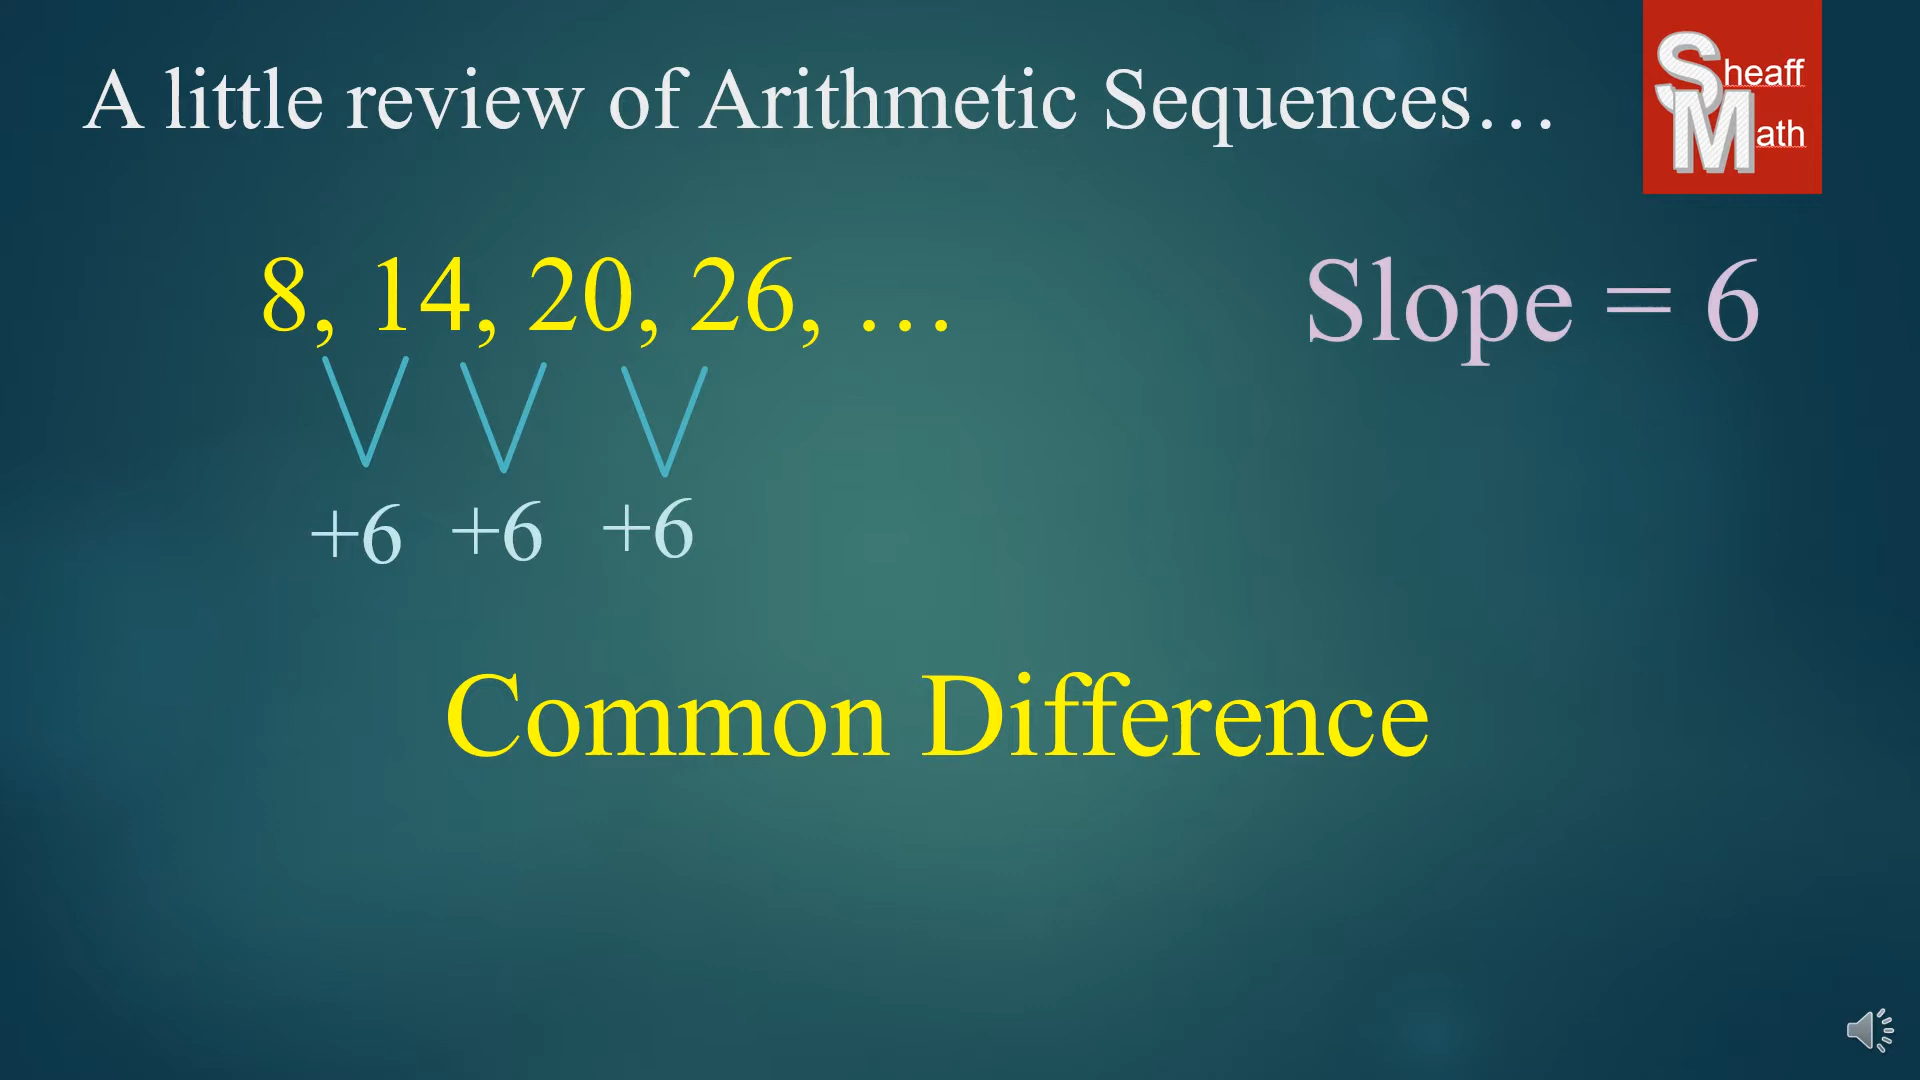 A little review of Arithmetic Sequences…
Sheaff
Math
8, 14, 20, 26, …
Slope = 6
+6 +6 +6
Common Difference